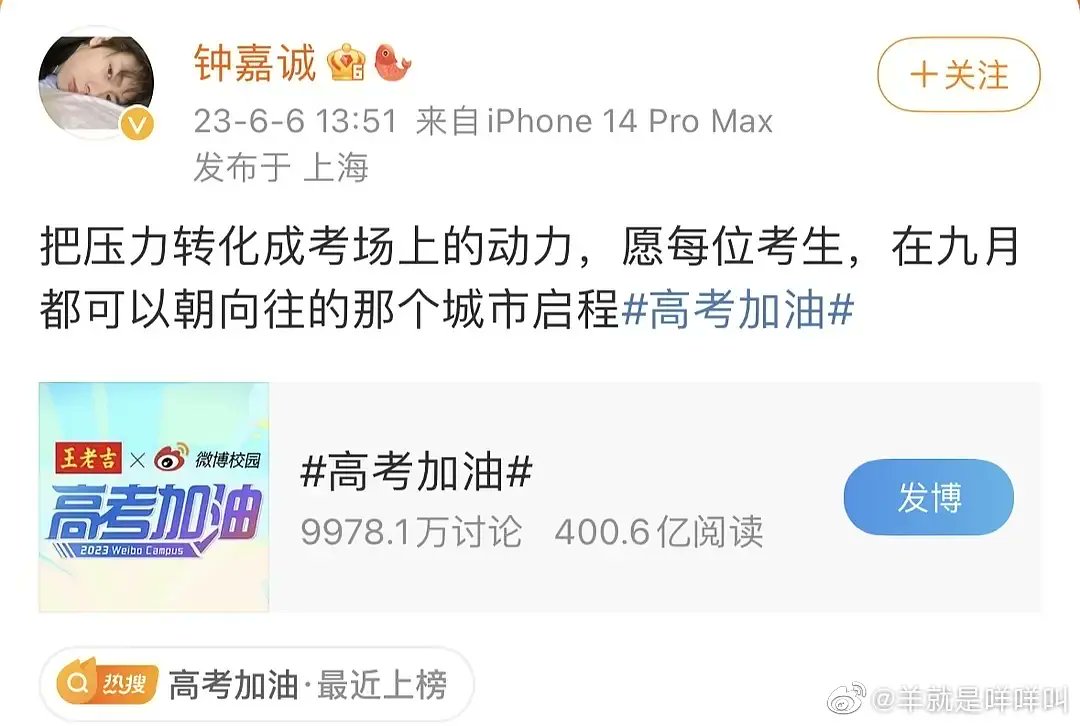 钟嘉诚
6
+关注
23-6-6 13:51 来自 iPhone 14 Pro Max
发布于 上海
把压力转化成考场上的动力，愿每位考生，在九月
都可以朝向往的那个城市启程#高考加油#
王老吉 × 微博校园
高考加油
2023 Weibo Campus
#高考加油#
9978.1万讨论 400.6亿阅读
发博
热搜 高考加油·最近上榜
@羊就是咩咩叫